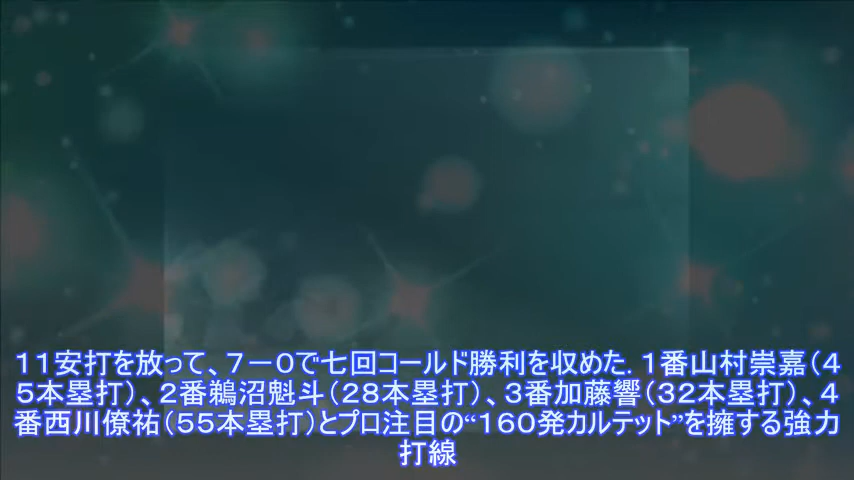 １１安打を放って、７－０で七回コールド勝利を収めた. １番山村崇嘉（４
５本塁打）、２番鵜沼魁斗（２８本塁打）、３番加藤響（３２本塁打）、４
番西川僚祐（５５本塁打）とプロ注目の“１６０発カルテット”を擁する強力
打線